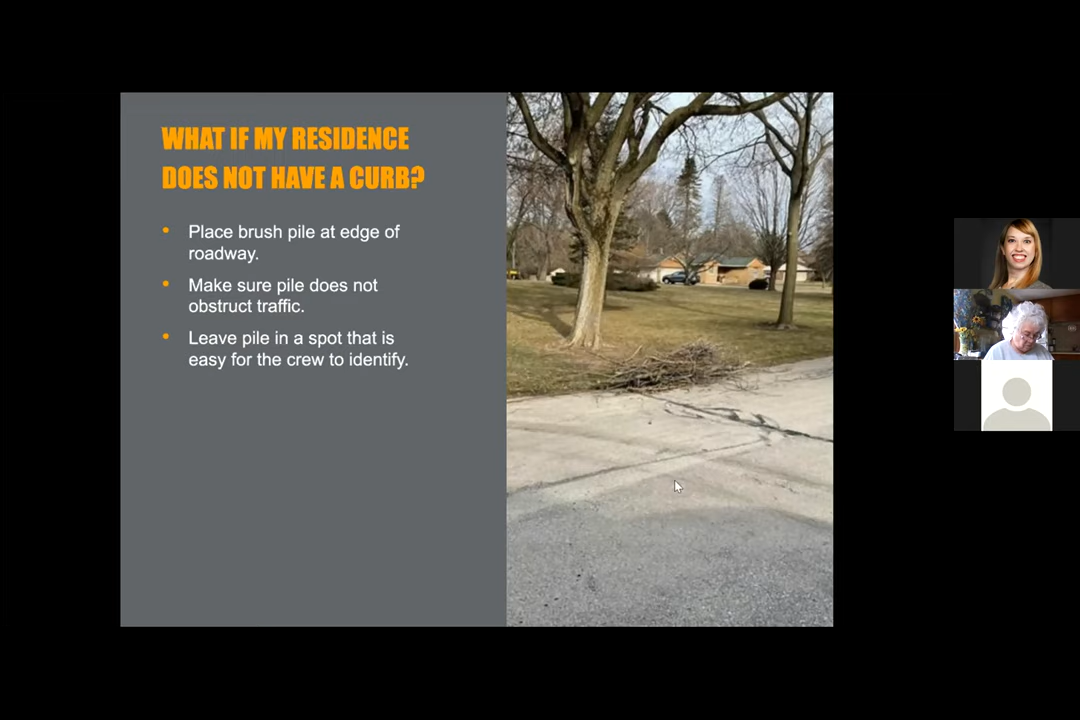 WHAT IF MY RESIDENCE
DOES NOT HAVE A CURB?
• Place brush pile at edge of
roadway.
• Make sure pile does not
obstruct traffic.
• Leave pile in a spot that is
easy for the crew to identify.